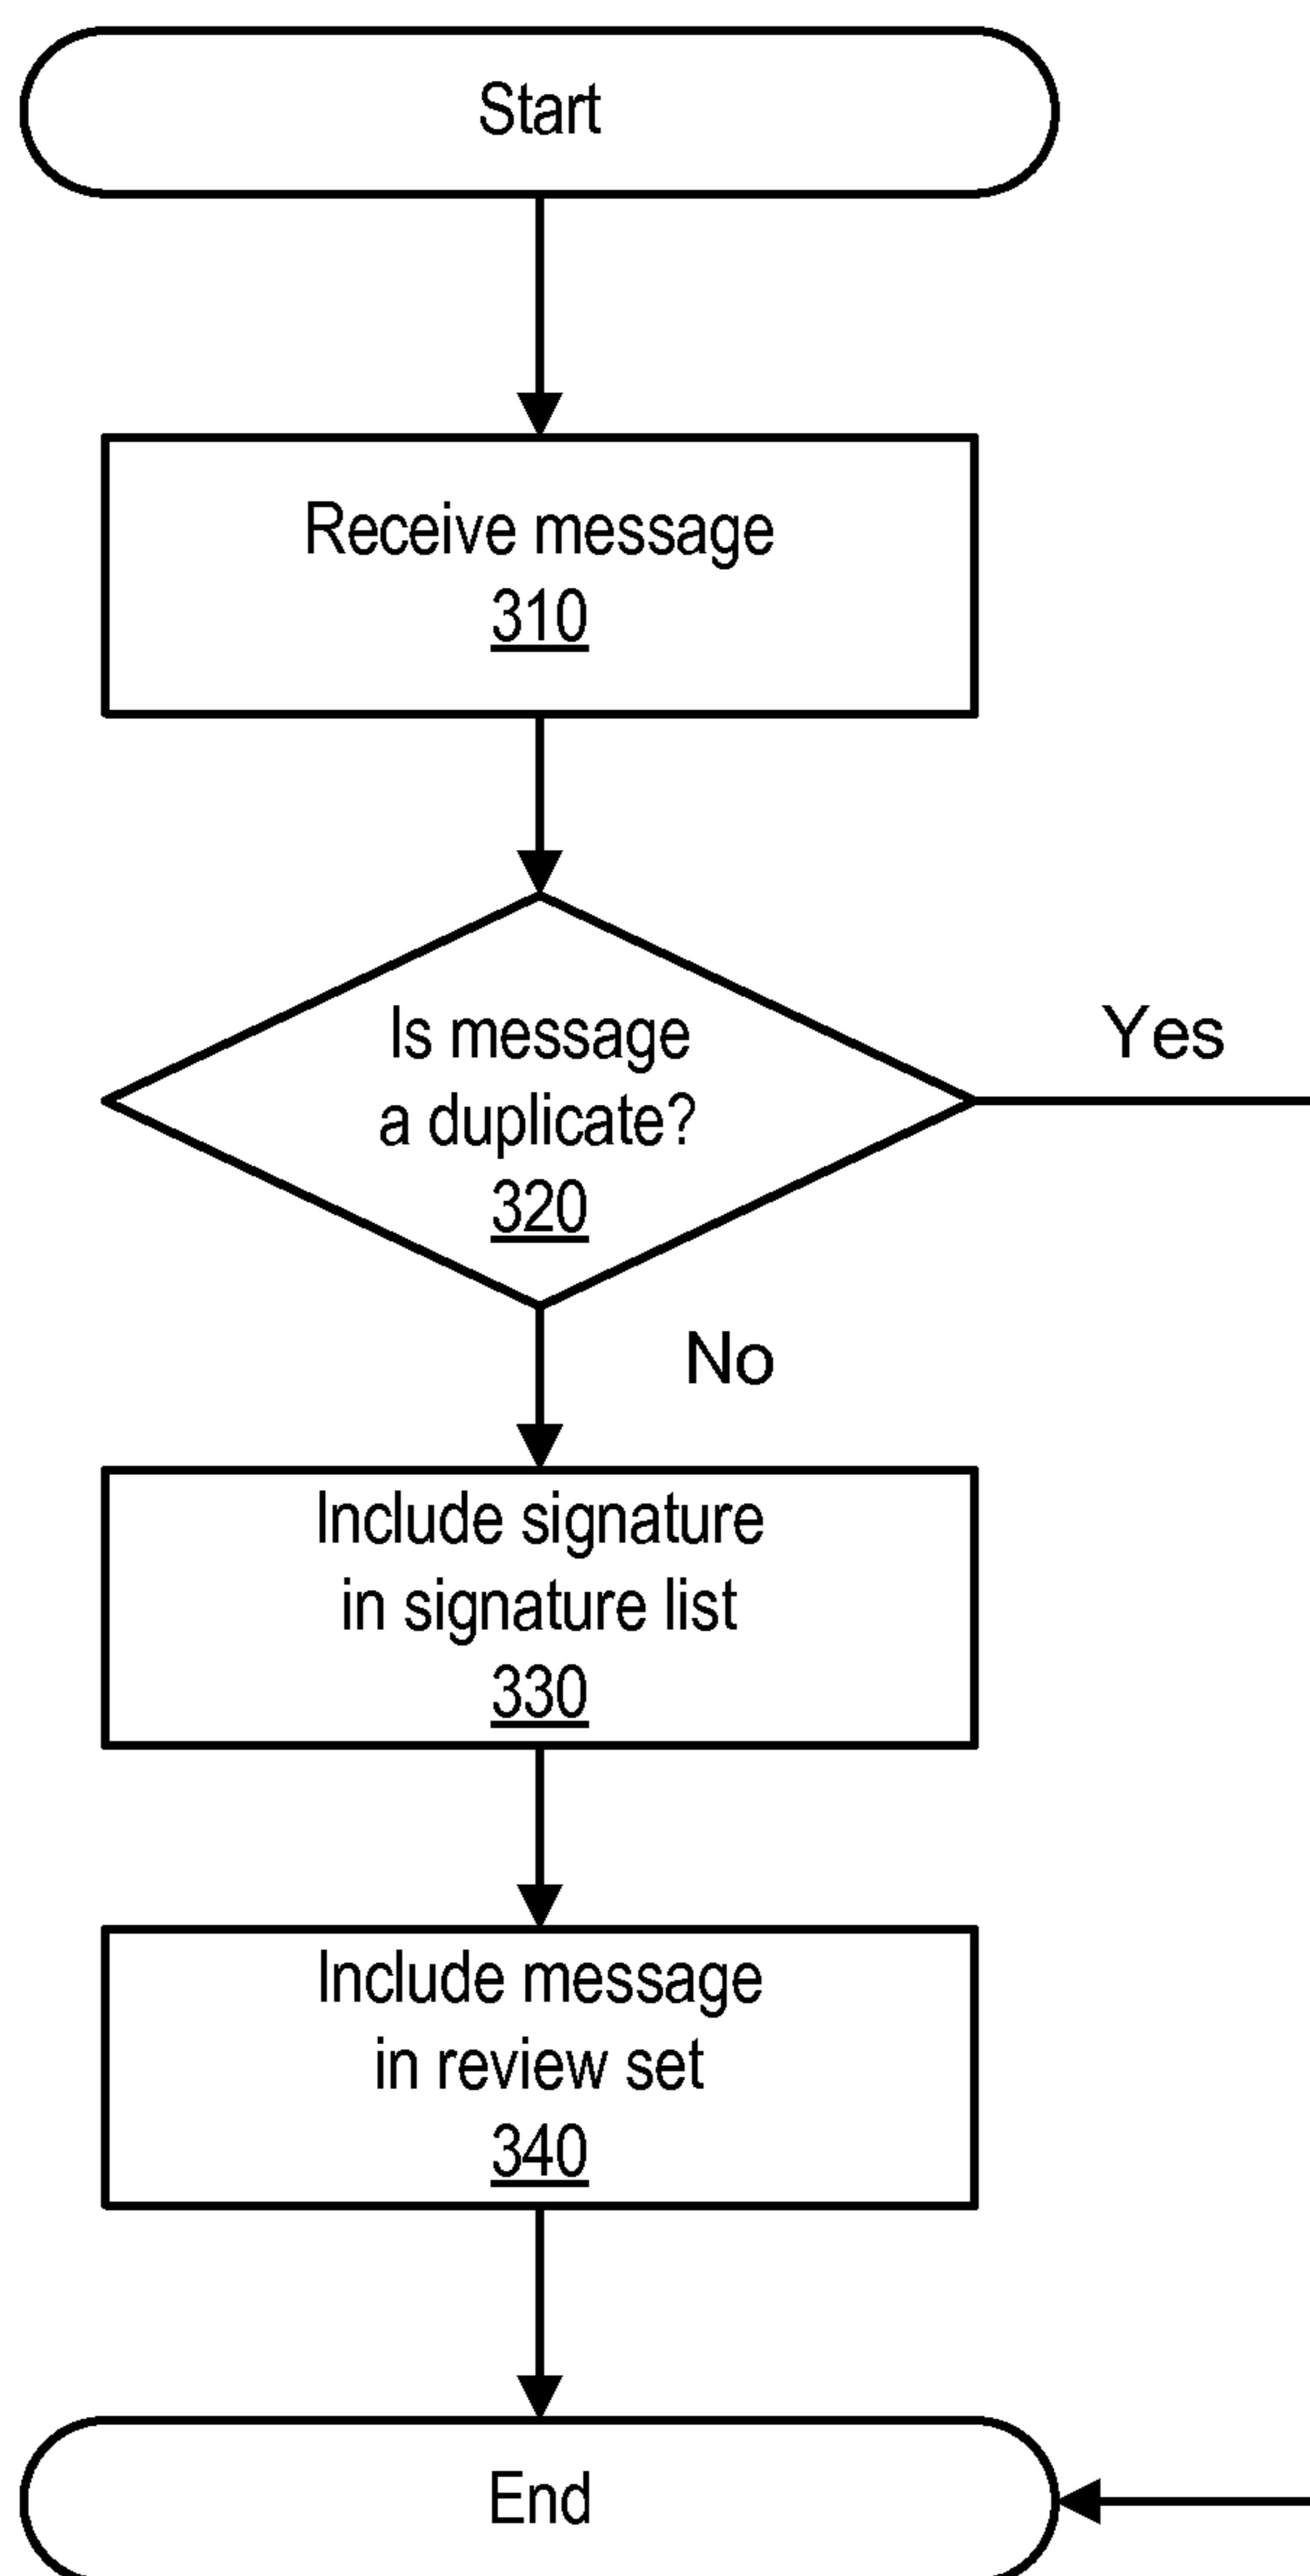 Start
Receive message
310
Is message
a duplicate?
320
Yes
No
Include signature
in signature list
330
Include message
in review set
340
End